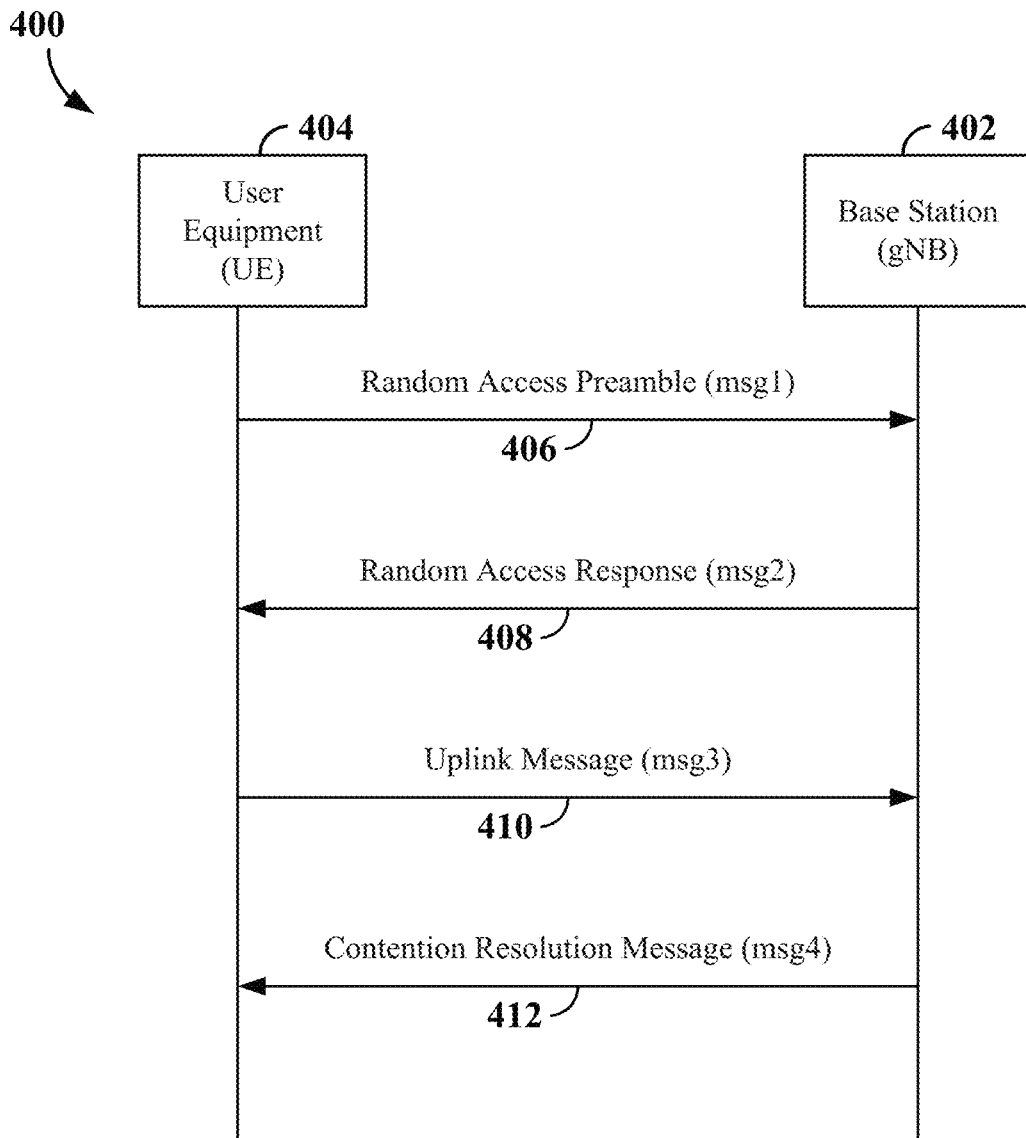 400
404
402
User
Equipment
(UE)
Base Station
(gNB)
Random Access Preamble (msg1)
406
Random Access Response (msg2)
408
Uplink Message (msg3)
410
Contention Resolution Message (msg4)
412